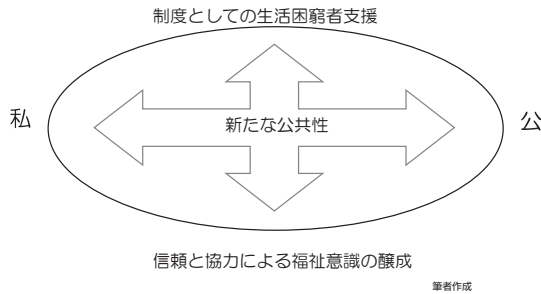 制度としての生活困窮者支援
私
新たな公共性
公
信頼と協力による福祉意識の醸成
筆者作成